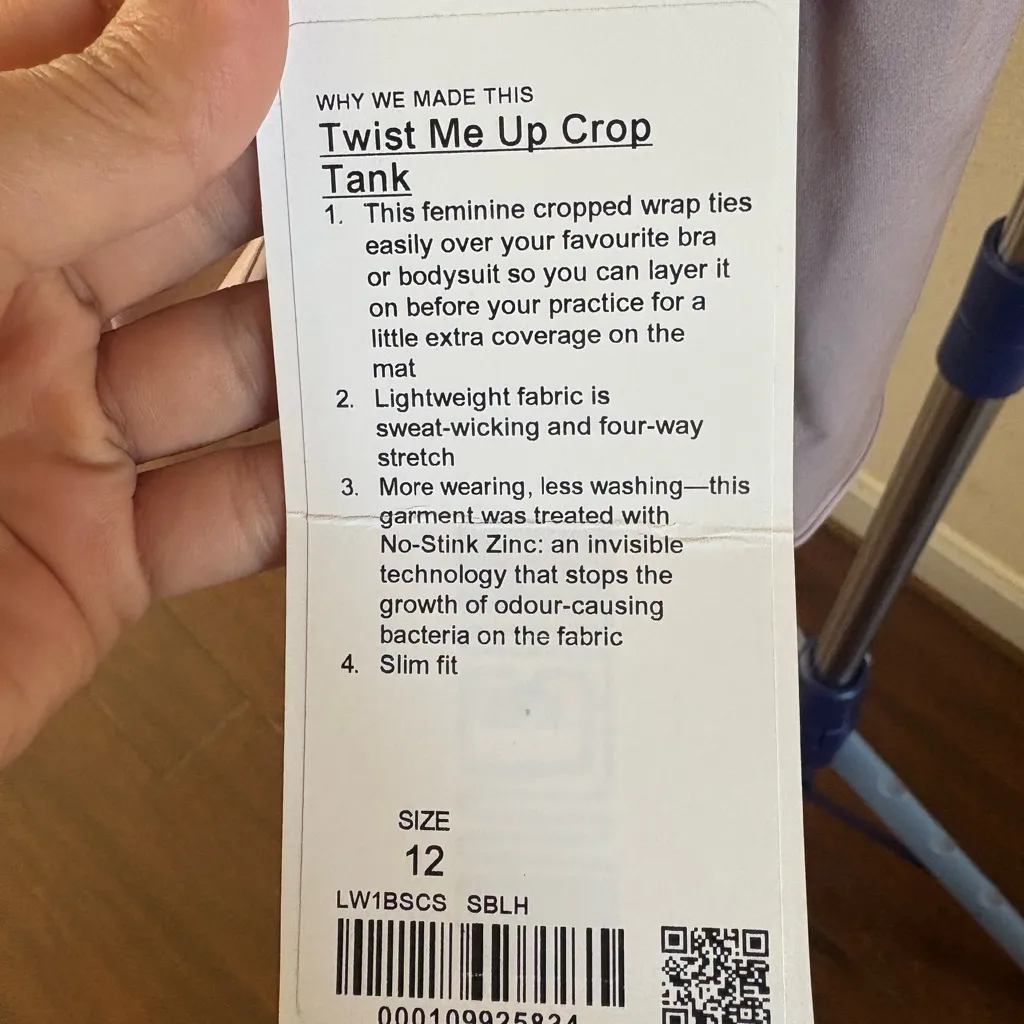 WHY WE MADE THIS
Twist Me Up Crop
Tank
1. This feminine cropped wrap ties
easily over your favourite bra
or bodysuit so you can layer it
on before your practice for a
little extra coverage on the
mat
2. Lightweight fabric is
sweat-wicking and four-way
stretch
3. More wearing, less washing—this
garment was treated with
No-Stink Zinc: an invisible
technology that stops the
growth of odour-causing
bacteria on the fabric
4. Slim fit
SIZE
12
LW1BSCS SBLH
000109925824